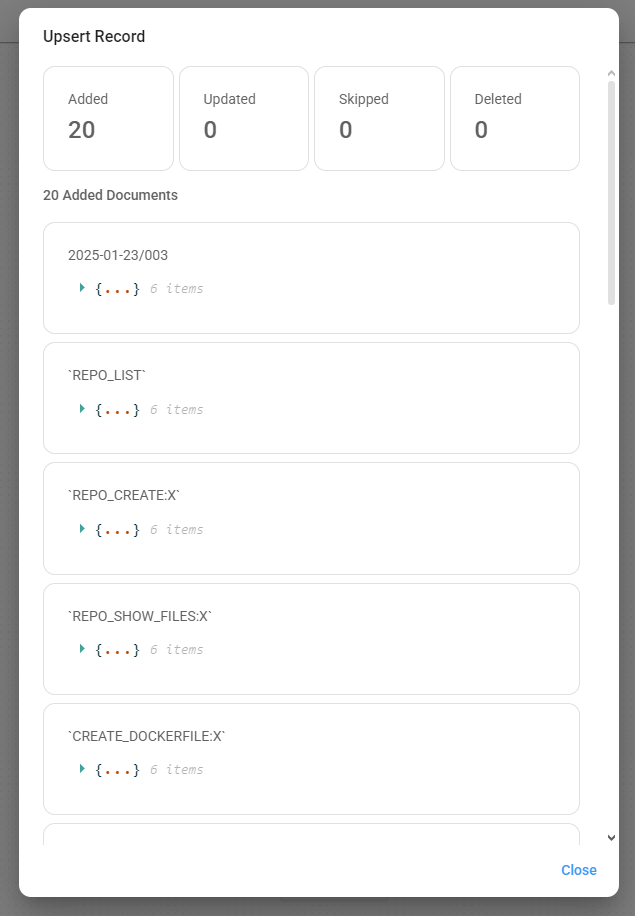 Upsert Record
Added
20
Updated
0
Skipped
0
Deleted
0
20 Added Documents
2025-01-23/003
{...} 6 items
`REPO_LIST`
{...} 6 items
`REPO_CREATE:X`
{...} 6 items
`REPO_SHOW_FILES:X`
{...} 6 items
`CREATE_DOCKERFILE:X`
{...} 6 items
Close